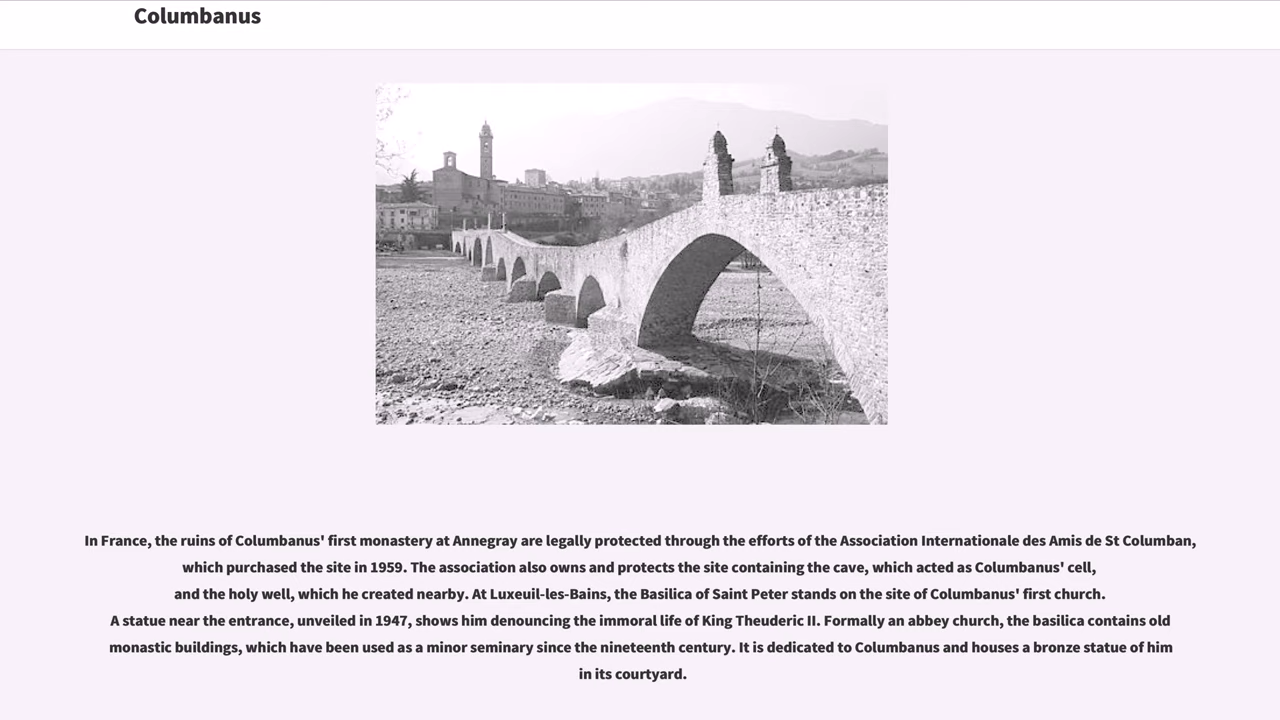 Columbanus
In France, the ruins of Columbanus' first monastery at Annegray are legally protected through the efforts of the Association Internationale des Amis de St Columban,
which purchased the site in 1959. The association also owns and protects the site containing the cave, which acted as Columbanus' cell,
and the holy well, which he created nearby. At Luxeuil-les-Bains, the Basilica of Saint Peter stands on the site of Columbanus' first church.
A statue near the entrance, unveiled in 1947, shows him denouncing the immoral life of King Theuderic II. Formally an abbey church, the basilica contains old
monastic buildings, which have been used as a minor seminary since the nineteenth century. It is dedicated to Columbanus and houses a bronze statue of him
in its courtyard.